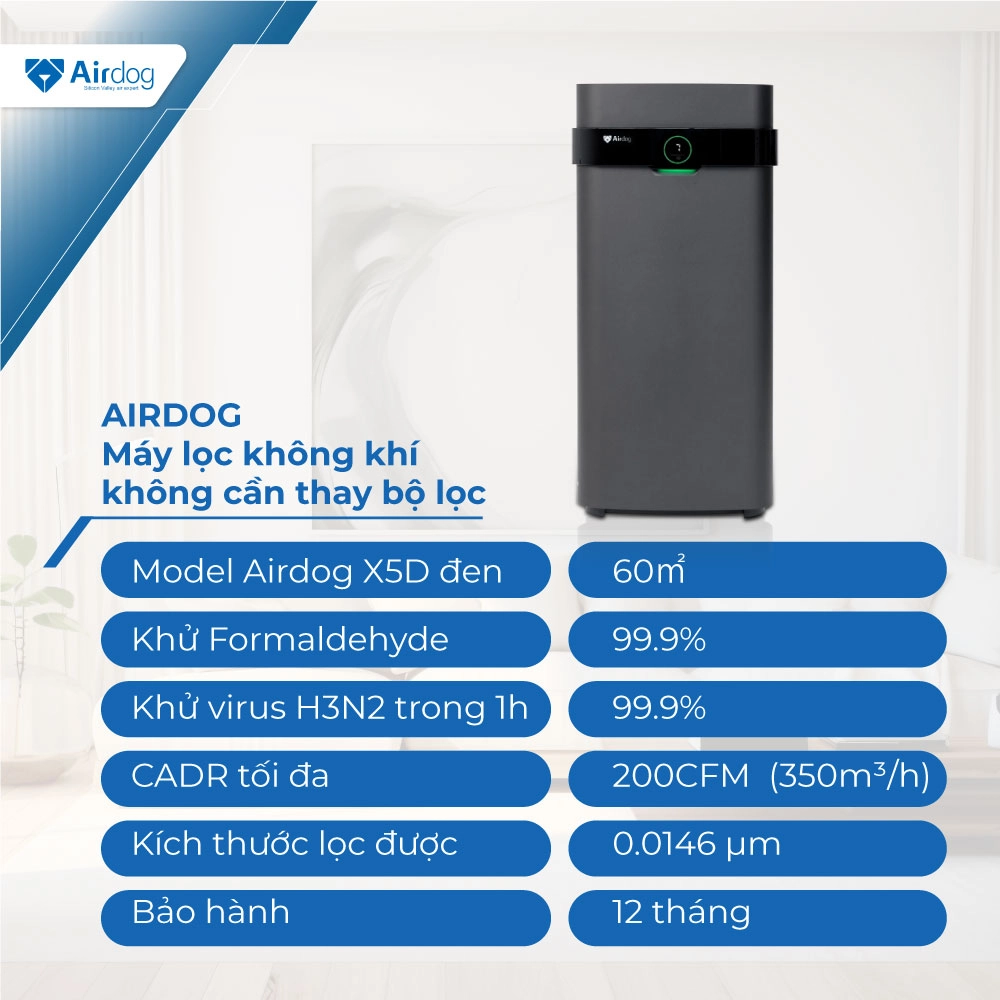 Airdog
Silicon Valley air expert
Airdog
AIRDOG
Máy lọc không khí
không cần thay bộ lọc
Model Airdog X5D đen 60㎡
Khử Formaldehyde 99.9%
Khử virus H3N2 trong 1h 99.9%
CADR tối đa 200CFM (350m³/h)
Kích thước lọc được 0.0146 µm
Bảo hành 12 tháng